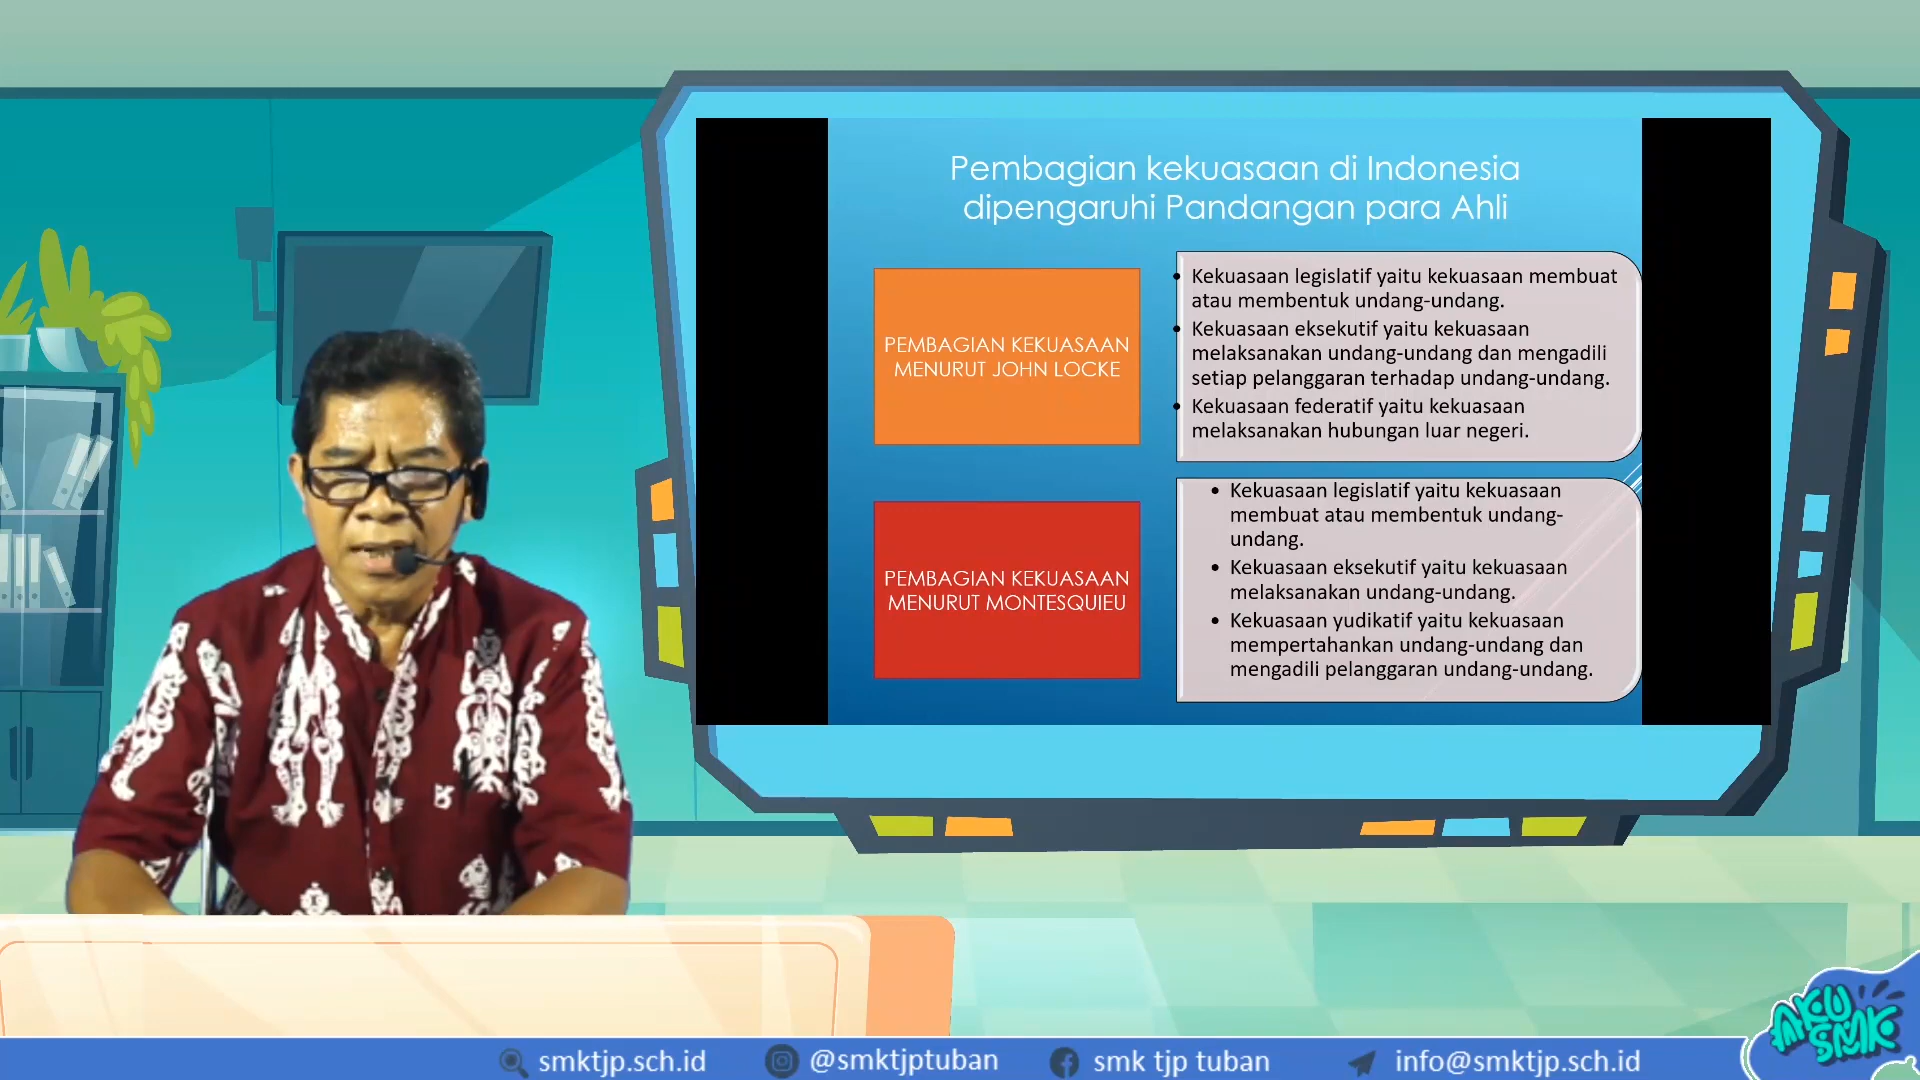 Pembagian kekuasaan di Indonesia
dipengaruhi Pandangan para Ahli
PEMBAGIAN KEKUASAAN
MENURUT JOHN LOCKE
• Kekuasaan legislatif yaitu kekuasaan membuat
atau membentuk undang-undang.
• Kekuasaan eksekutif yaitu kekuasaan
melaksanakan undang-undang dan mengadili
setiap pelanggaran terhadap undang-undang.
• Kekuasaan federatif yaitu kekuasaan
melaksanakan hubungan luar negeri.
PEMBAGIAN KEKUASAAN
MENURUT MONTESQUIEU
• Kekuasaan legislatif yaitu kekuasaan
membuat atau membentuk undang-
undang.
• Kekuasaan eksekutif yaitu kekuasaan
melaksanakan undang-undang.
• Kekuasaan yudikatif yaitu kekuasaan
mempertahankan undang-undang dan
mengadili pelanggaran undang-undang.
smktjp.sch.id
@smktjptuban
smk tjp tuban
info@smktjp.sch.id
AKU
SMK